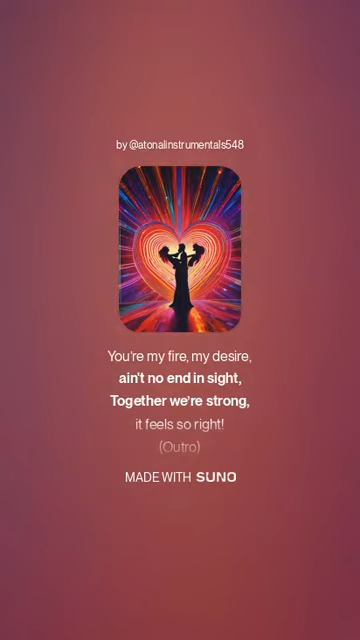 by @atonalinstrumentals548
You're my fire, my desire,
ain't no end in sight,
Together we're strong,
it feels so right!
(Outro)
MADE WITH SUNO